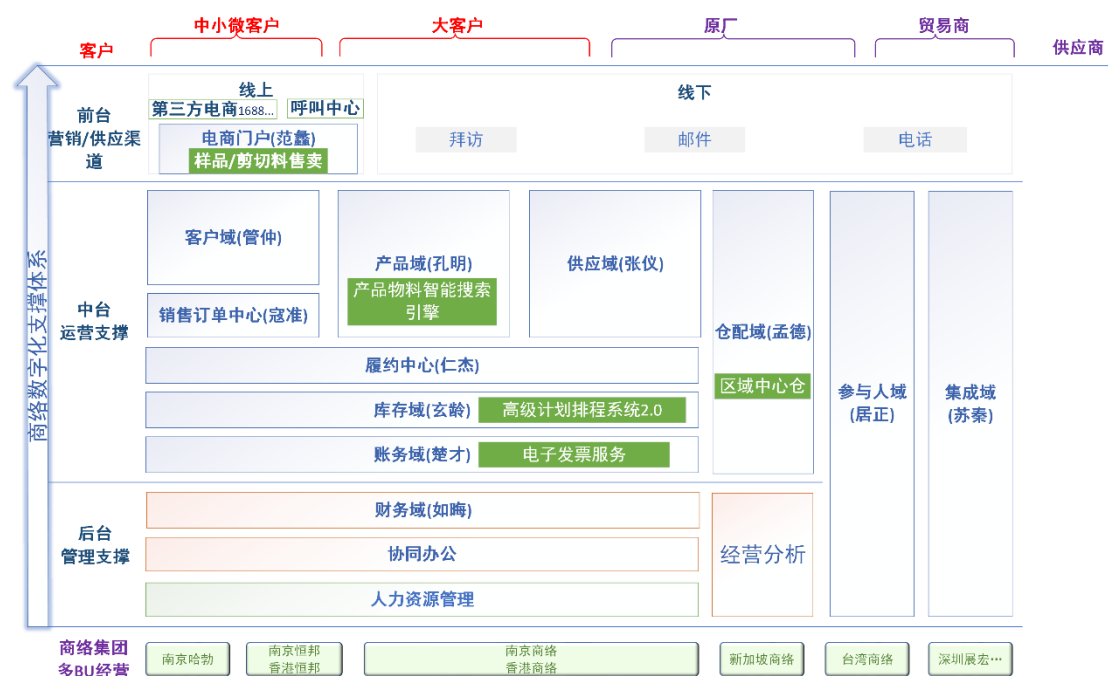 中小微客户
大客户
原厂
贸易商
客户
供应商
线上
线下
第三方电商1688...
呼叫中心
前台
营销/供应渠
道
电商门户(范蠡)
样品/剪切料售卖
拜访
邮件
电话
商络数字化支撑体系
中台
运营支撑
客户域(管仲)
销售订单中心(寇准)
产品域(孔明)
产品物料智能搜索
引擎
供应域(张仪)
仓配域(孟德)
区域中心仓
参与人域
(居正)
集成域
(苏秦)
履约中心(仁杰)
库存域(玄龄)
高级计划排程系统2.0
账务域(楚才)
电子发票服务
后台
管理支撑
财务域(如晦)
协同办公
人力资源管理
经营分析
商络集团
多BU经营
南京哈勃
南京恒邦
香港恒邦
南京商络
香港商络
新加坡商络
台湾商络
深圳展宏…